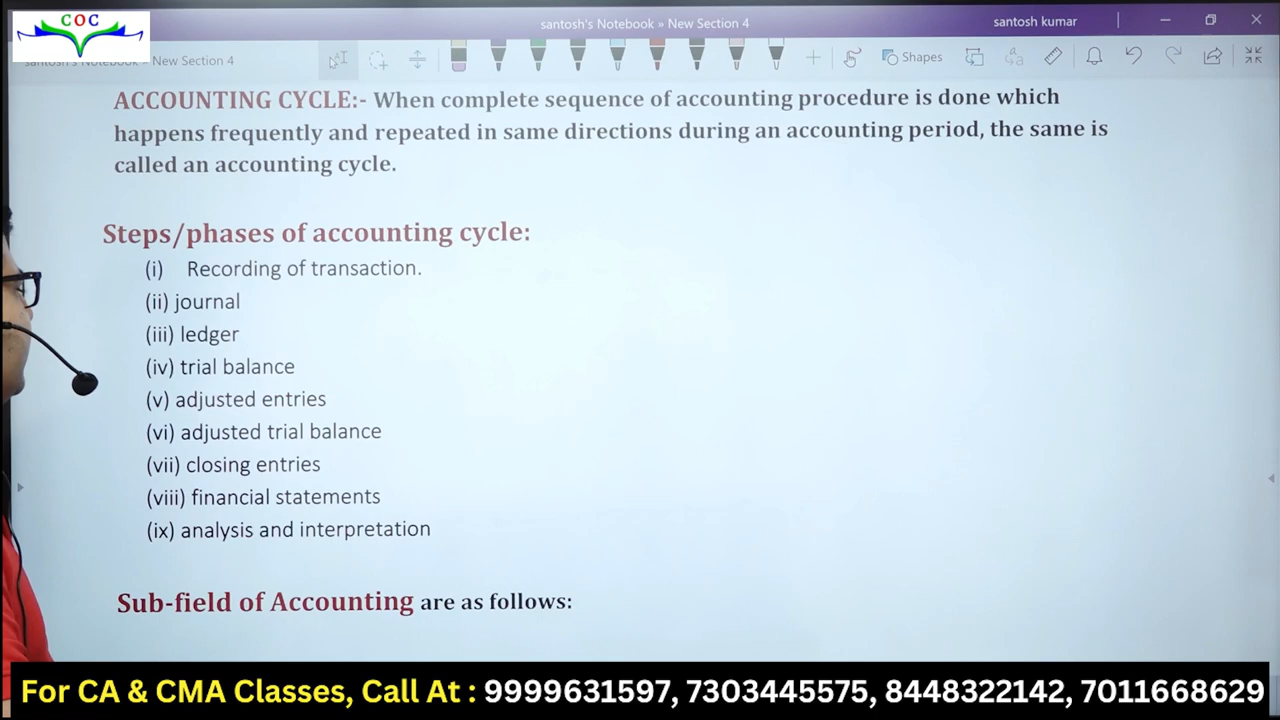 COC
santosh's Notebook » New Section 4
santosh kumar
santosh's Notebook » New Section 4
Shapes
ACCOUNTING CYCLE:- When complete sequence of accounting procedure is done which
happens frequently and repeated in same directions during an accounting period, the same is
called an accounting cycle.
Steps/phases of accounting cycle:
(i) Recording of transaction.
(ii) journal
(iii) ledger
(iv) trial balance
(v) adjusted entries
(vi) adjusted trial balance
(vii) closing entries
(viii) financial statements
(ix) analysis and interpretation
Sub-field of Accounting are as follows:
For CA & CMA Classes, Call At : 9999631597, 7303445575, 8448322142, 7011668629